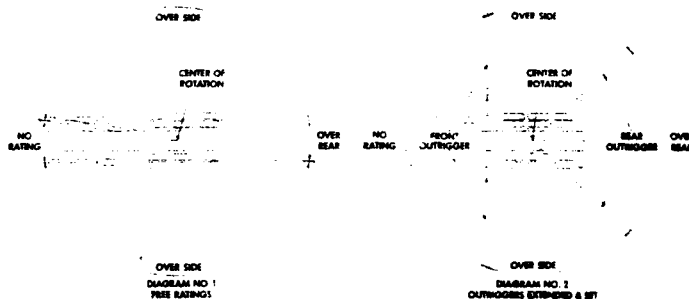 OVER SIDE
CENTER OF
ROTATION
NO
RATING
OVER
REAR
OVER SIDE
DIAGRAM NO. 1
FREE RATINGS
OVER SIDE
CENTER OF
ROTATION
NO
RATING
FRONT
OUTRIGGER
REAR
OUTRIGGER
OVER
REAR
OVER SIDE
DIAGRAM NO. 2
OUTRIGGERS EXTENDED & SET